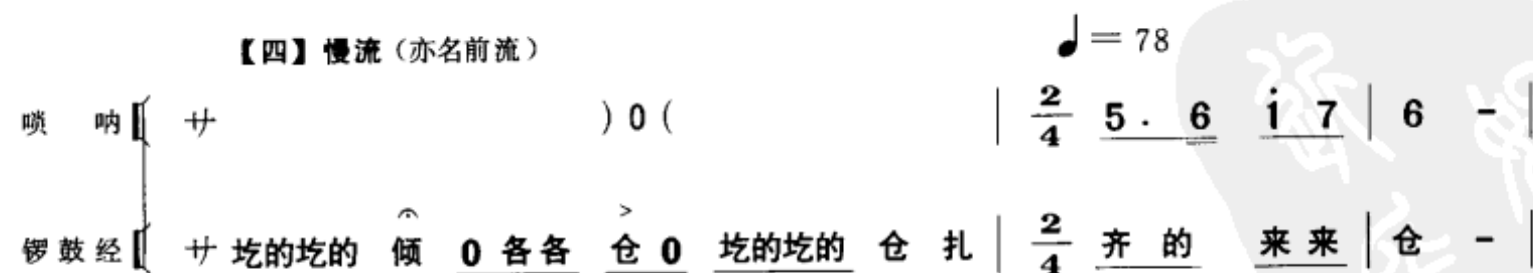 【四】慢流（亦名前流） ♩= 78
唢 呐 サ ) 0 ( | 2/4 5 . 6 i 7 | 6 - |
锣 鼓 经 サ 圪的圪的 倾 0 各各 仓 0 圪的圪的 仓 扎 | 2/4 齐 的 来 来 | 仓 - |